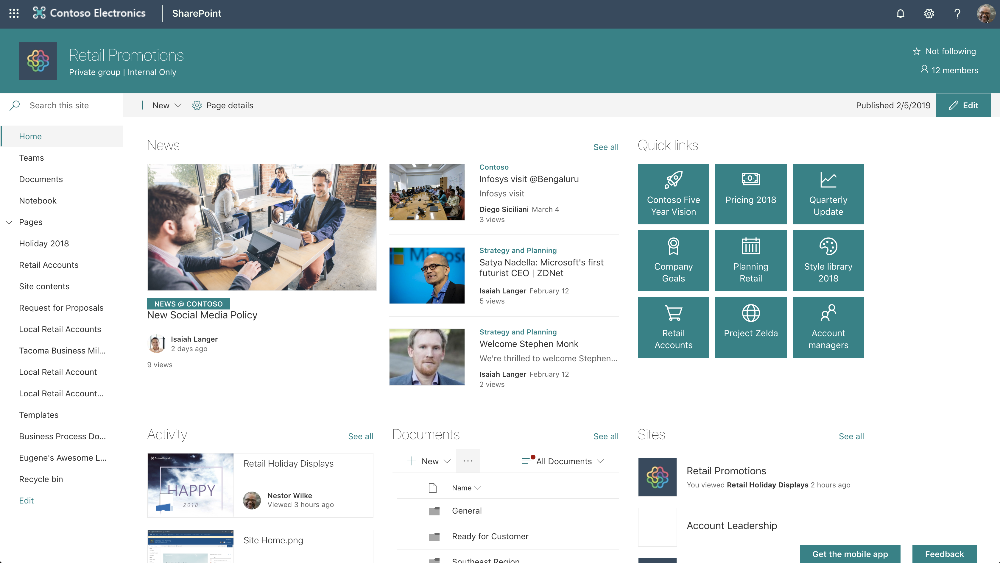 Contoso Electronics
SharePoint
Retail Promotions
Private group | Internal Only
Not following
12 members
Search this site
New
Page details
Published 2/5/2019
Edit
Home
Teams
Documents
Notebook
Pages
Holiday 2018
Retail Accounts
Site contents
Request for Proposals
Local Retail Accounts
Tacoma Business Mil...
Local Retail Account
Local Retail Account...
Templates
Business Process Do...
Eugene's Awesome L...
Recycle bin
Edit
News
See all
NEWS @ CONTOSO
New Social Media Policy
Isaiah Langer
2 days ago
9 views
Contoso
Infosys visit @Bengaluru
Infosys visit
Diego Siciliani March 4
3 views
Microso
Strategy and Planning
Satya Nadella: Microsoft's first
futurist CEO | ZDNet
Isaiah Langer February 12
5 views
Strategy and Planning
Welcome Stephen Monk
We're thrilled to welcome Stephen...
Isaiah Langer February 12
2 views
Quick links
Contoso Five
Year Vision
Pricing 2018
Quarterly
Update
Company
Goals
Planning
Retail
Style library
2018
Retail
Accounts
Project Zelda
Account
managers
Activity
See all
Contoso Electronics
HAPPY
2018
Retail Holiday Displays
Nestor Wilke
Viewed 3 hours ago
Site Home.png
Documents
See all
New
All Documents
Name
General
Ready for Customer
Southeast Region
Sites
See all
Retail Promotions
You viewed Retail Holiday Displays 2 hours ago
Account Leadership
Get the mobile app
Feedback